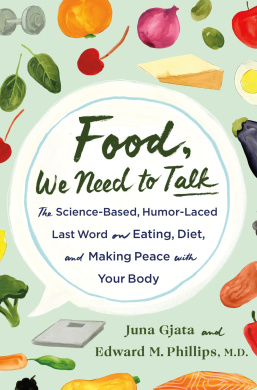 Food,
We Need to Talk
The Science-Based, Humor-Laced
Last Word on Eating, Diet,
and Making Peace with
Your Body
Juna Gjata and
Edward M. Phillips, M.D.